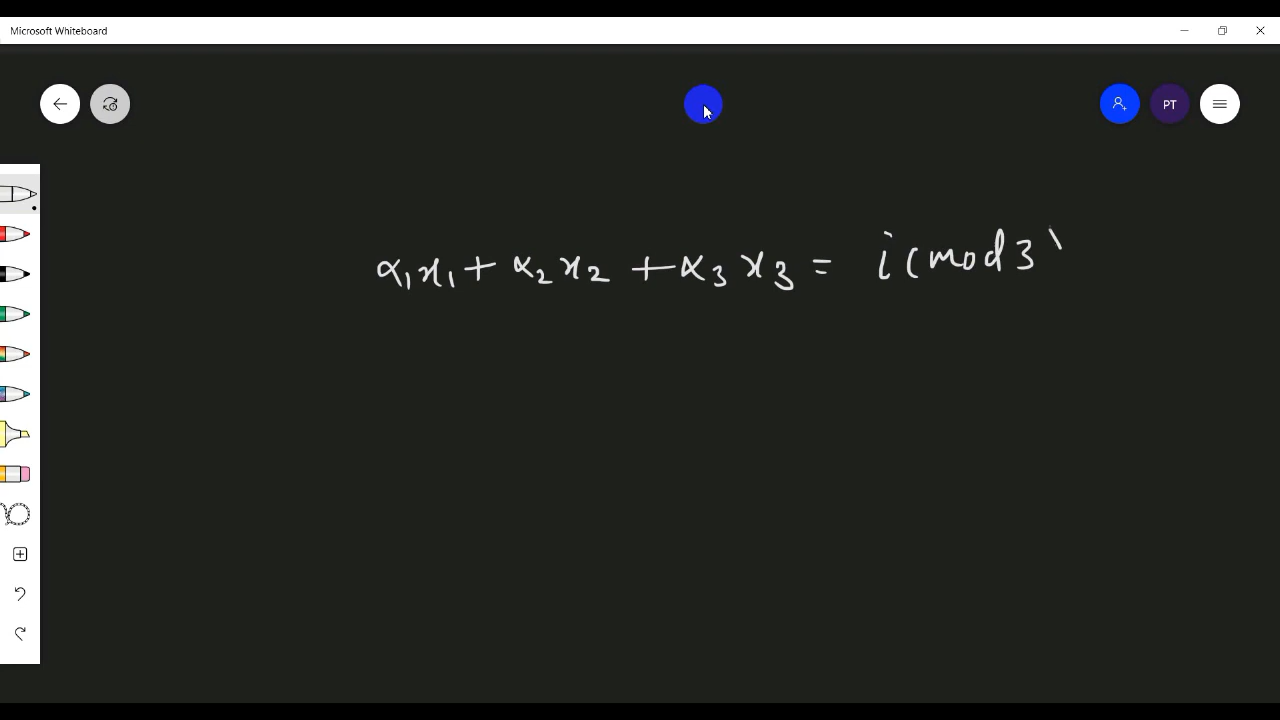 Microsoft Whiteboard
PT
α₁x₁ + α₂x₂ + α₃x₃ = i(mod 3)